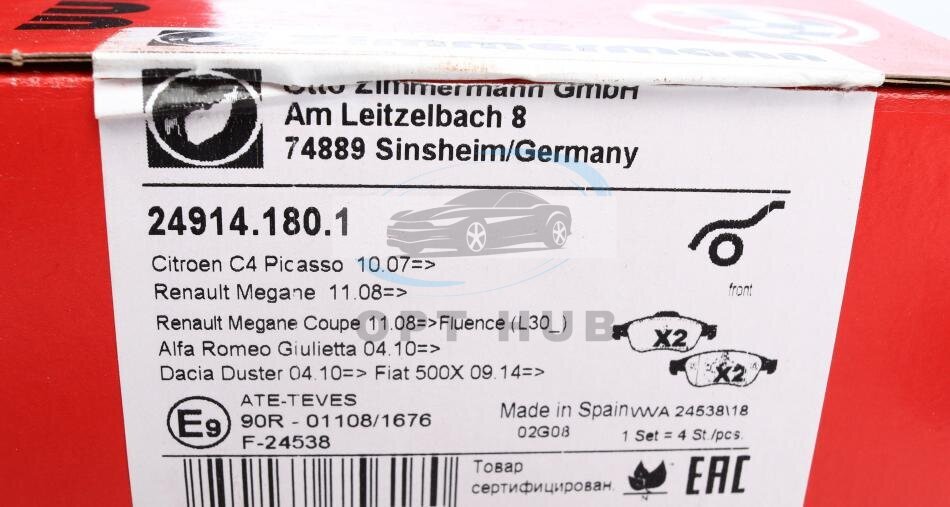 Otto Zimmermann GmbH
Am Leitzelbach 8
74889 Sinsheim/Germany
24914.180.1
Citroen C4 Picasso 10.07=>
Renault Megane 11.08=>
front
Renault Megane Coupe 11.08=>Fluence (L30_)
OPT HUB
X2
Alfa Romeo Giulietta 04.10=>
Dacia Duster 04.10=> Fiat 500X 09.14=>
X2
E9
ATE-TEVES
90R - 01108/1676
F-24538
Made in Spain WVA 24538\18
02G08 1 Set = 4 St./pcs.
Товар
сертифицирован.
EAC